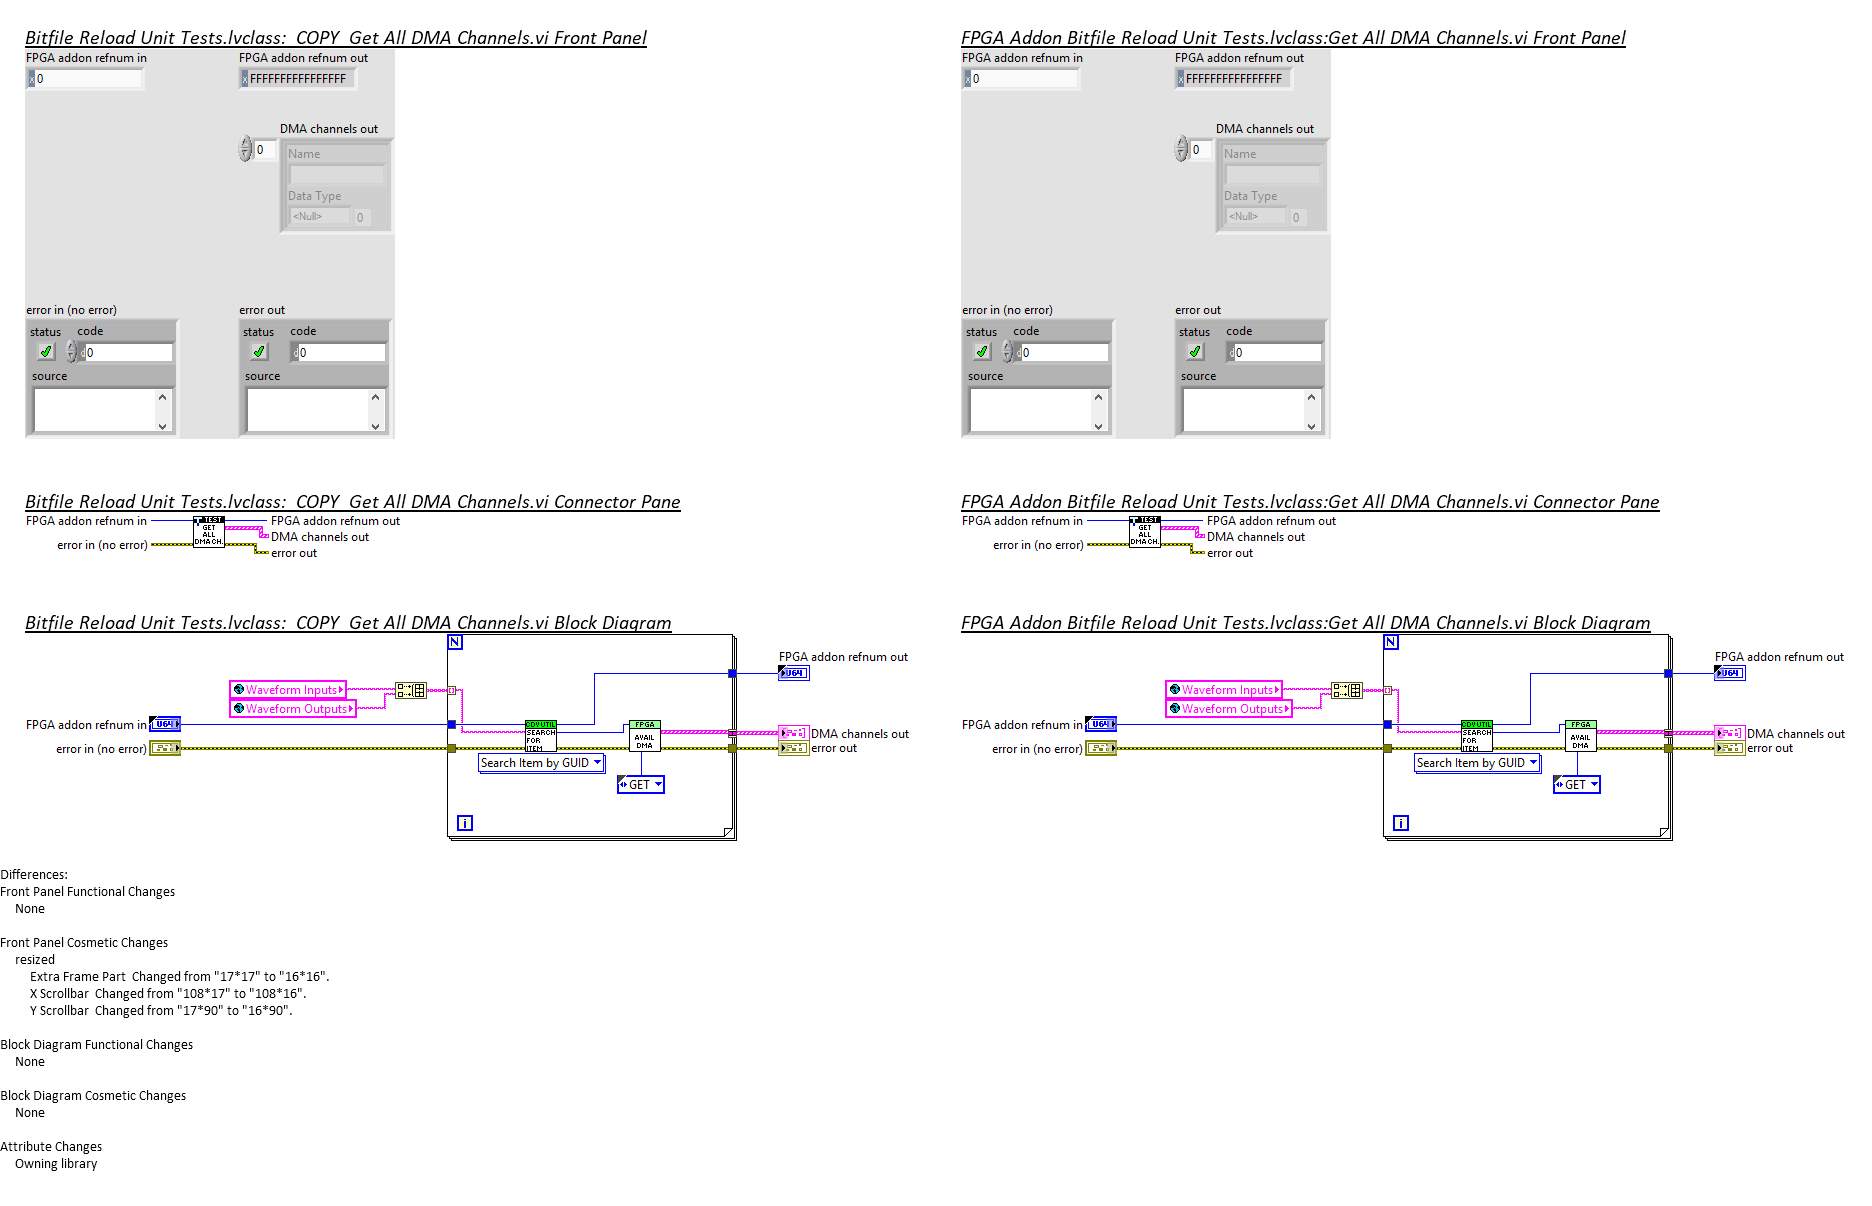 Bitfile Reload Unit Tests.lvclass:  COPY  Get All DMA Channels.vi Front Panel
FPGA addon refnum in
FPGA addon refnum out
x 0
x FFFFFFFFFFFFFFFF
DMA channels out
0
Name
Data Type
<Null>
0
error in (no error)
error out
status
code
status
code
d 0
d 0
source
source
FPGA Addon Bitfile Reload Unit Tests.lvclass:Get All DMA Channels.vi Front Panel
FPGA addon refnum in
FPGA addon refnum out
x 0
x FFFFFFFFFFFFFFFF
DMA channels out
0
Name
Data Type
<Null>
0
error in (no error)
error out
status
code
status
code
d 0
d 0
source
source
Bitfile Reload Unit Tests.lvclass:  COPY  Get All DMA Channels.vi Connector Pane
FPGA addon refnum in
error in (no error)
TEST
GET
ALL
DMA CH.
FPGA addon refnum out
DMA channels out
error out
FPGA Addon Bitfile Reload Unit Tests.lvclass:Get All DMA Channels.vi Connector Pane
FPGA addon refnum in
error in (no error)
TEST
GET
ALL
DMA CH.
FPGA addon refnum out
DMA channels out
error out
Bitfile Reload Unit Tests.lvclass:  COPY  Get All DMA Channels.vi Block Diagram
N
FPGA addon refnum out
U64
Waveform Inputs
Waveform Outputs
FPGA addon refnum in
U64
error in (no error)
CDV UTIL
SEARCH
FOR
ITEM
FPGA
AVAIL
DMA
DMA channels out
error out
Search Item by GUID
GET
i
FPGA Addon Bitfile Reload Unit Tests.lvclass:Get All DMA Channels.vi Block Diagram
N
FPGA addon refnum out
U64
Waveform Inputs
Waveform Outputs
FPGA addon refnum in
U64
error in (no error)
CDV UTIL
SEARCH
FOR
ITEM
FPGA
AVAIL
DMA
DMA channels out
error out
Search Item by GUID
GET
i
Differences:
Front Panel Functional Changes
None
Front Panel Cosmetic Changes
resized
Extra Frame Part  Changed from "17*17" to "16*16".
X Scrollbar  Changed from "108*17" to "108*16".
Y Scrollbar  Changed from "17*90" to "16*90".
Block Diagram Functional Changes
None
Block Diagram Cosmetic Changes
None
Attribute Changes
Owning library